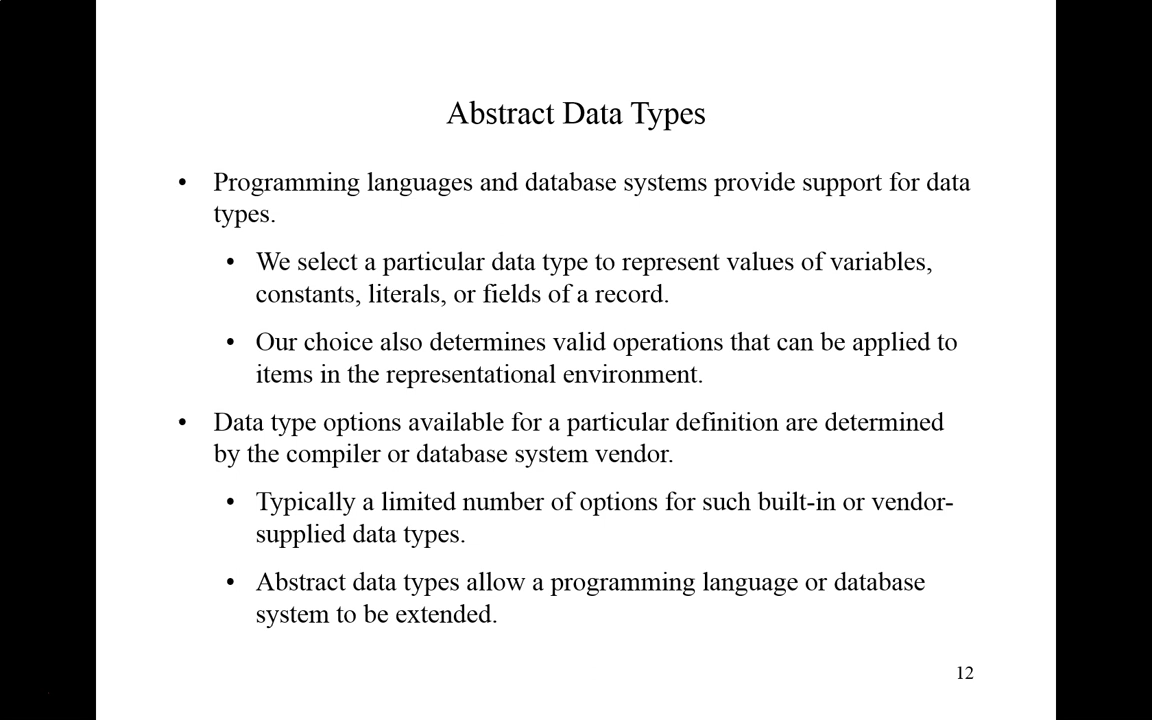 Abstract Data Types
• Programming languages and database systems provide support for data
types.
• We select a particular data type to represent values of variables,
constants, literals, or fields of a record.
• Our choice also determines valid operations that can be applied to
items in the representational environment.
• Data type options available for a particular definition are determined
by the compiler or database system vendor.
• Typically a limited number of options for such built-in or vendor-
supplied data types.
• Abstract data types allow a programming language or database
system to be extended.
12